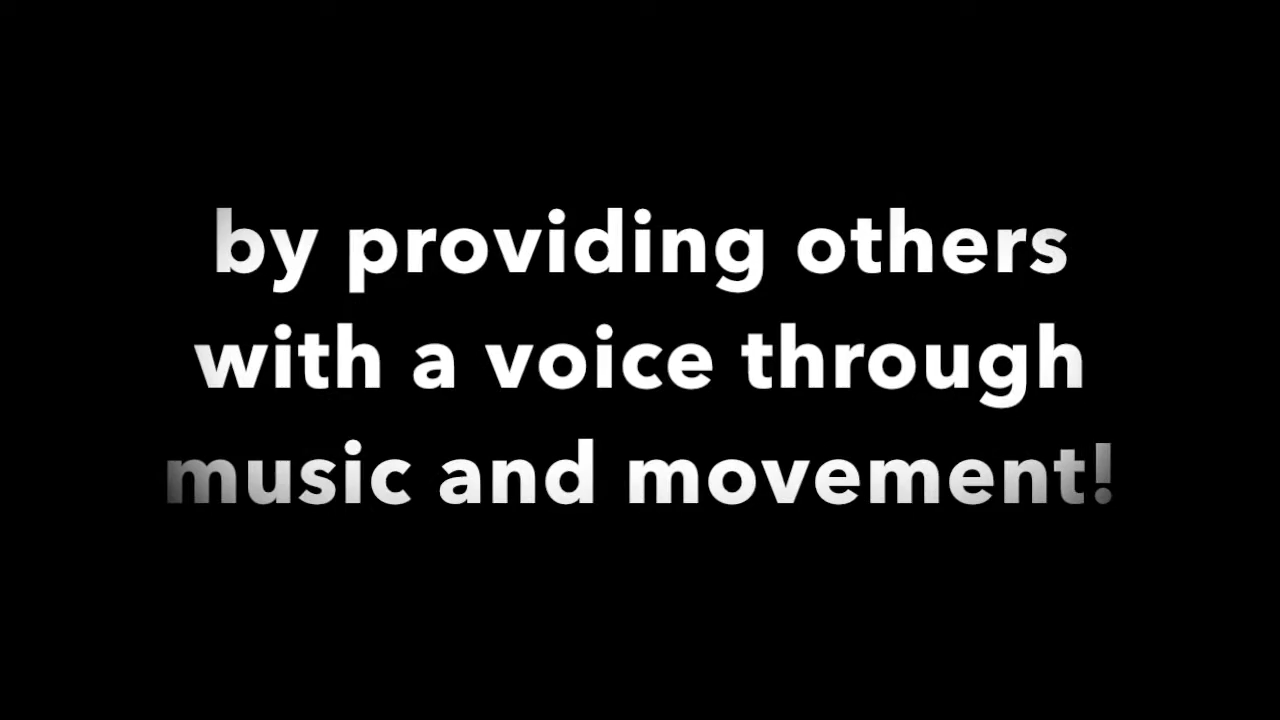 by providing others
with a voice through
music and movement!